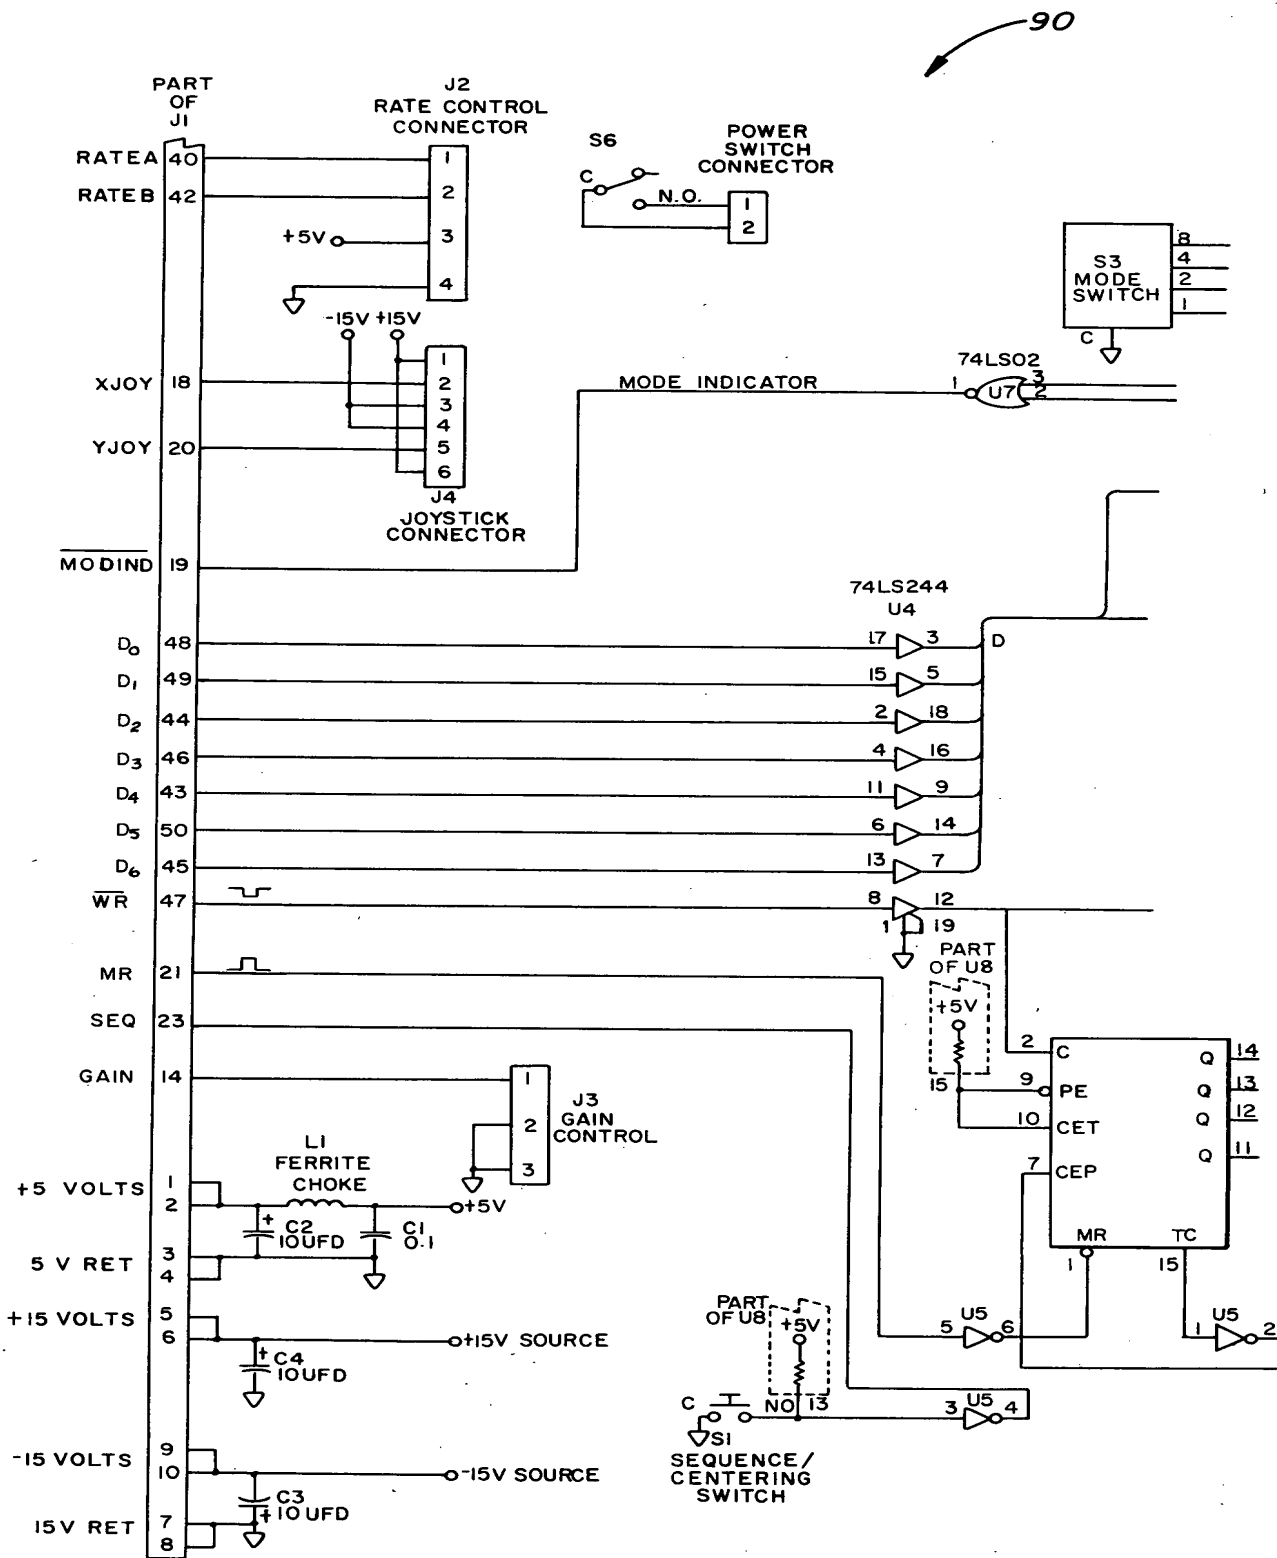 90
PART
OF
J1
J2
RATE CONTROL
CONNECTOR
RATEA 40 1
RATEB 42 2
+5V 3
4
S6
C
N.O.
POWER
SWITCH
CONNECTOR
1
2
S3
MODE
SWITCH
8
4
2
1
C
-15V +15V
1
XJOY 18 2
3
4
YJOY 20 5
6
J4
JOYSTICK
CONNECTOR
MODE INDICATOR
74LS02
1 U7 3
2
MODIND 19
74LS244
U4
D0 48 17 3 D
D1 49 15 5
D2 44 2 18
D3 46 4 16
D4 43 11 9
D5 50 6 14
D6 45 13 7
WR 47 8 12
1 19
PART
OF U8
+5V
15
MR 21
SEQ 23
GAIN 14
1
2
3
J3
GAIN
CONTROL
2 C Q 14
9 PE Q 13
10 CET Q 12
7 CEP Q 11
MR TC
1 15
L1
FERRITE
CHOKE
+5 VOLTS 1
2
+5V
+ C2
10UFD
C1
0.1
5 V RET 3
4
+15 VOLTS 5
6
+15V SOURCE
+ C4
10UFD
PART
OF U8
+5V
5 U5 6
1 U5 2
C NO 13
3 U5 4
S1
SEQUENCE/
CENTERING
SWITCH
-15 VOLTS 9
10
-15V SOURCE
C3
+ 10UFD
15V RET 7
8